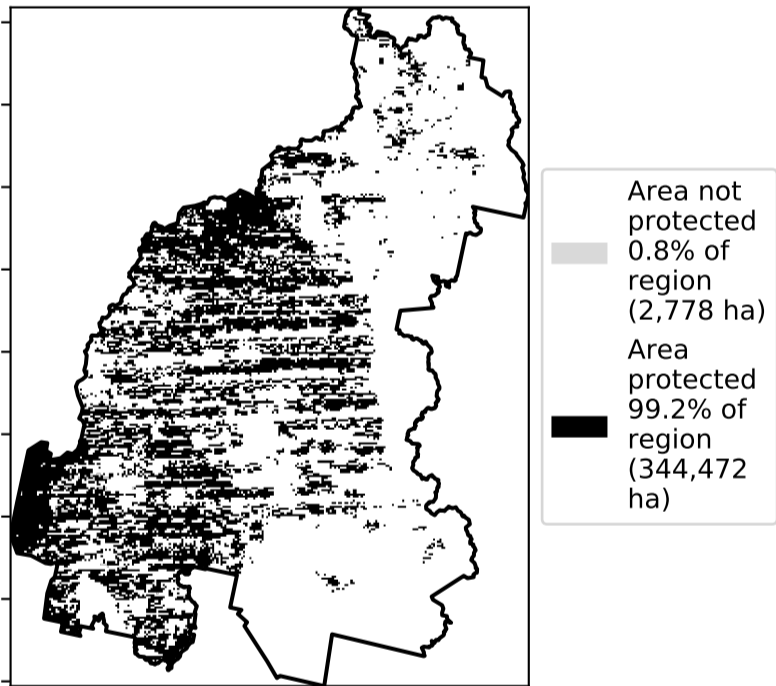 Area not
protected
0.8% of
region
(2,778 ha)
Area
protected
99.2% of
region
(344,472
ha)